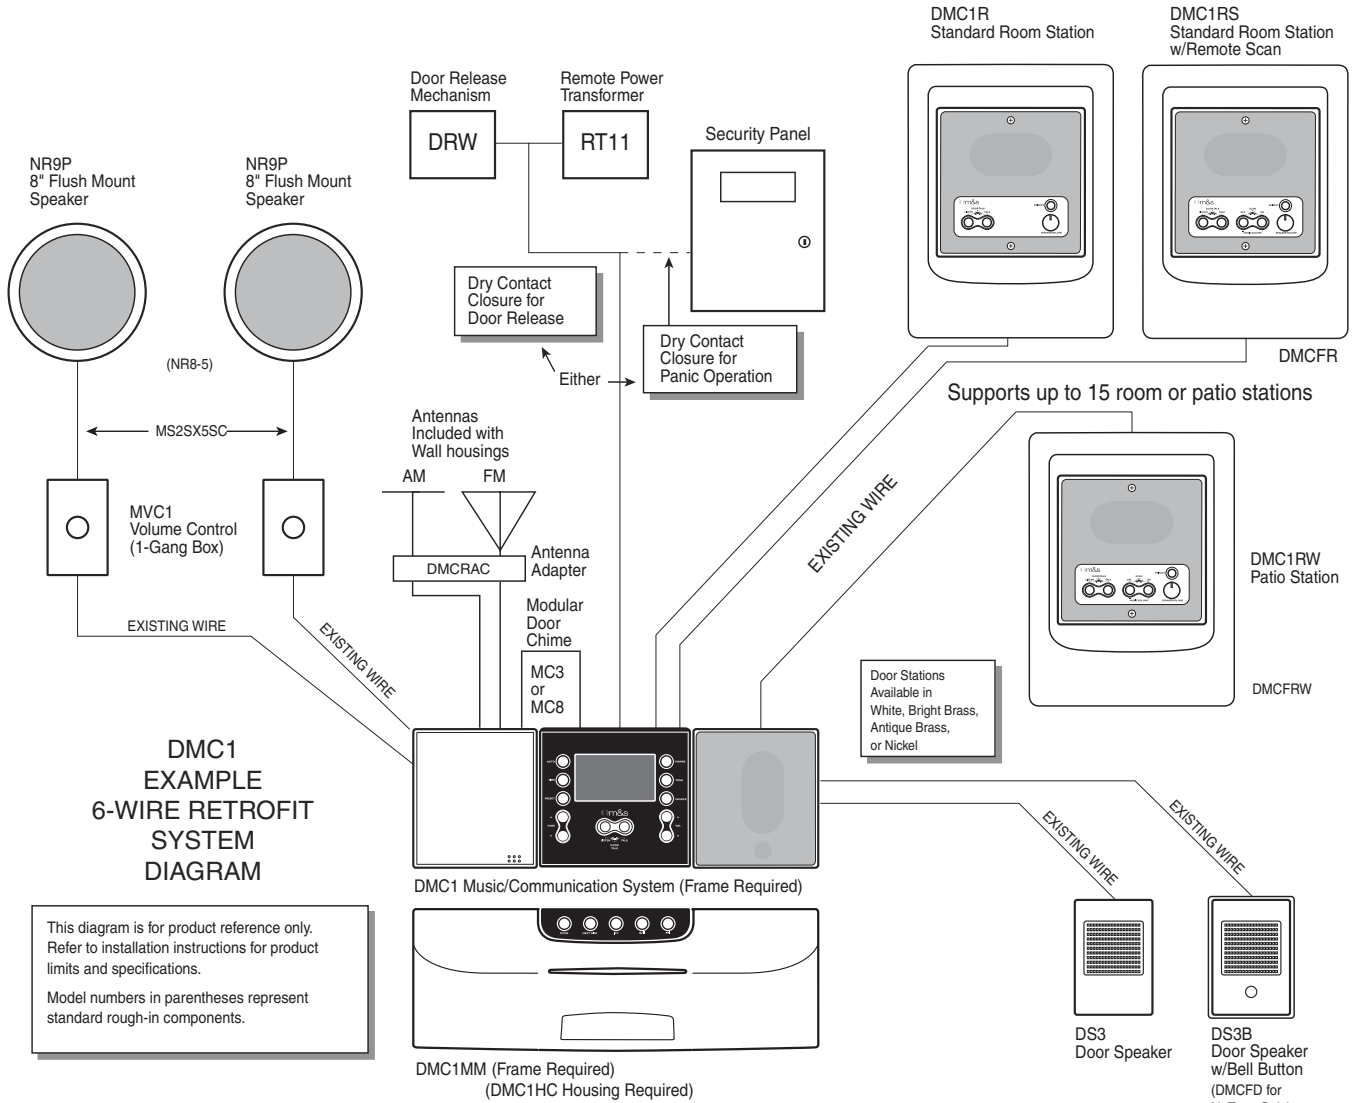 DMC1R
Standard Room Station
DMC1RS
Standard Room Station
w/Remote Scan
Door Release
Mechanism
Remote Power
Transformer
DRW
RT11
Security Panel
NR9P
8" Flush Mount
Speaker
NR9P
8" Flush Mount
Speaker
m&s
m&s
Dry Contact
Closure for
Door Release
Dry Contact
Closure for
Panic Operation
Either
(NR8-5)
DMCFR
Supports up to 15 room or patio stations
MS2SX5SC
Antennas
Included with
Wall housings
AM
FM
MVC1
Volume Control
(1-Gang Box)
EXISTING WIRE
Antenna
Adapter
DMCRAC
DMC1RW
Patio Station
m&s
Modular
Door
Chime
MC3
or
MC8
EXISTING WIRE
EXISTING WIRE
DMCFRW
Door Stations
Available in
White, Bright Brass,
Antique Brass,
or Nickel
DMC1
EXAMPLE
6-WIRE RETROFIT
SYSTEM
DIAGRAM
m&s
EXISTING WIRE
EXISTING WIRE
DMC1 Music/Communication System (Frame Required)
This diagram is for product reference only.
Refer to installation instructions for product
limits and specifications.
Model numbers in parentheses represent
standard rough-in components.
DMC1MM (Frame Required)
(DMC1HC Housing Required)
DS3
Door Speaker
DS3B
Door Speaker
w/Bell Button
(DMCFD for